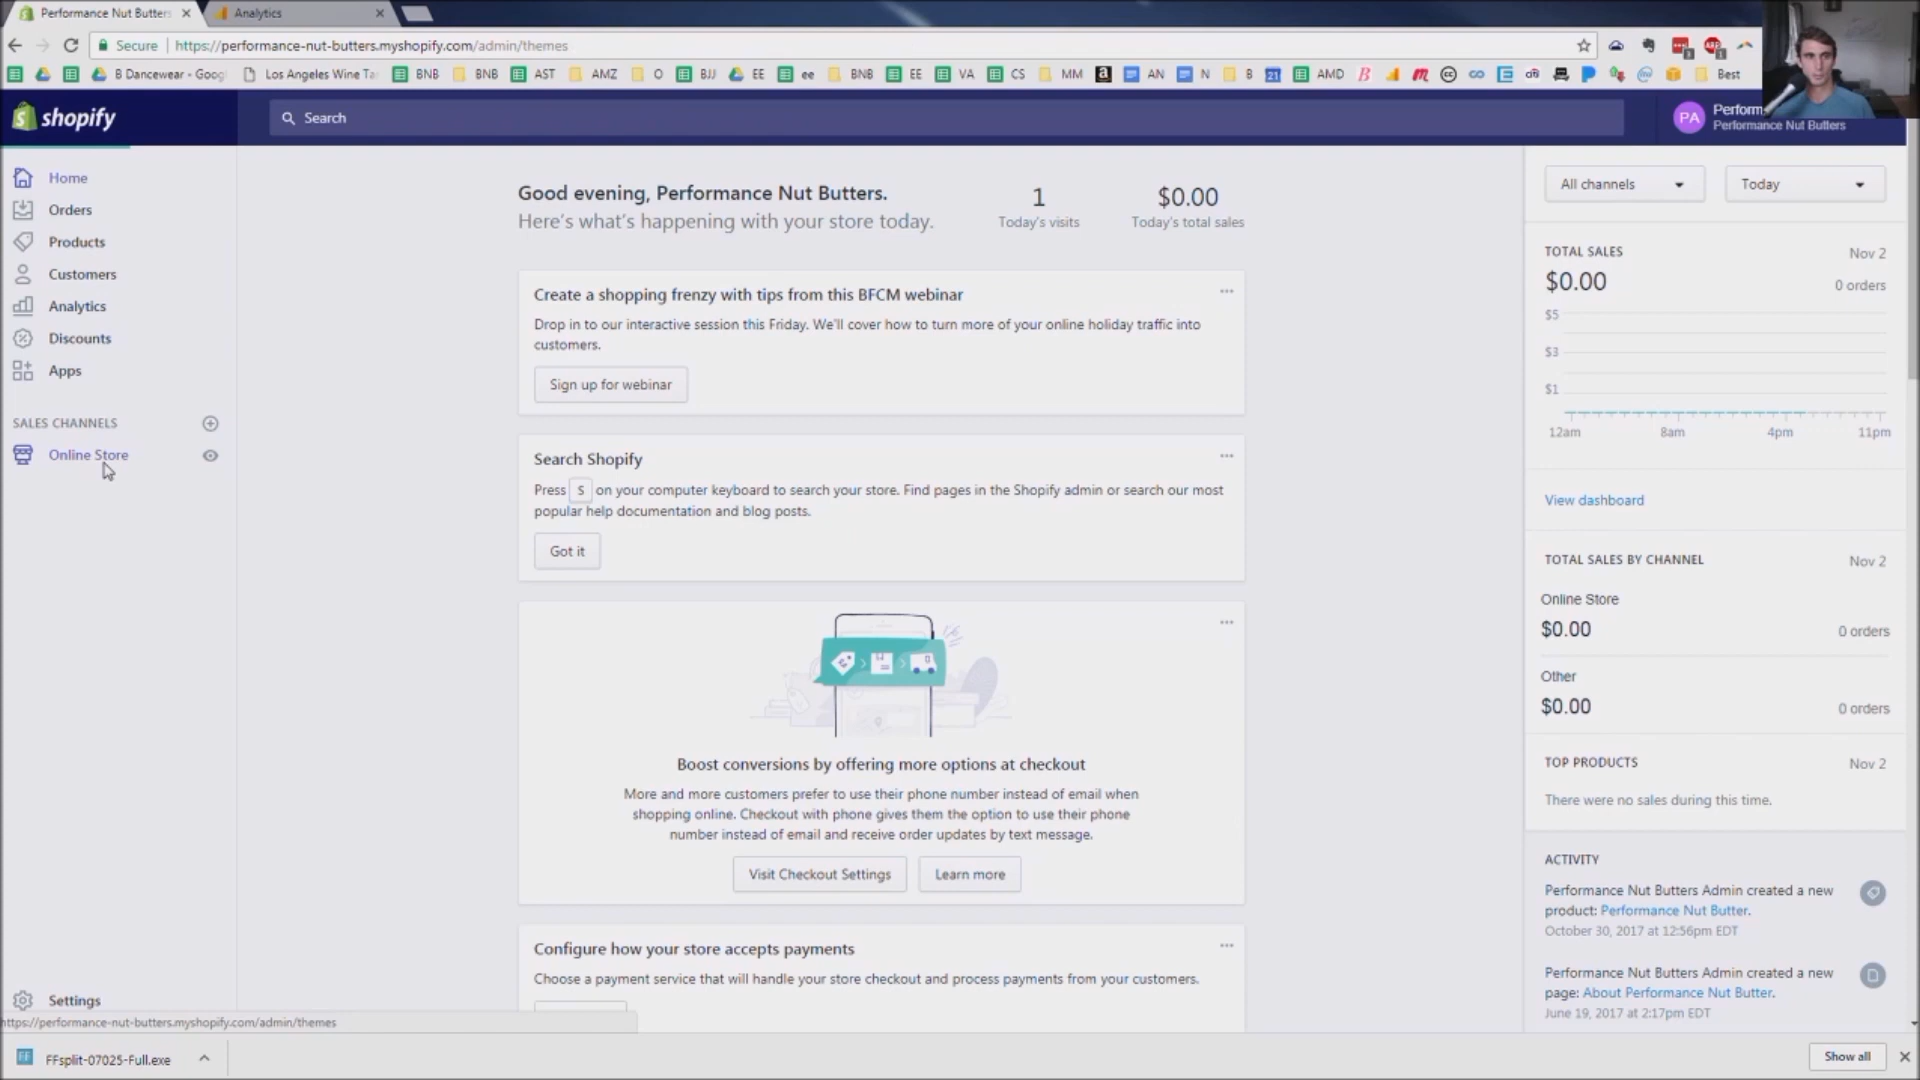 Performance Nut Butters
Analytics
Secure
https://performance-nut-butters.myshopify.com/admin/themes
B Dancewear - Goog
Los Angeles Wine Ta
BNB
BNB
AST
AMZ
O
BJJ
EE
ee
BNB
EE
VA
CS
MM
AN
N
B
AMD
Best
shopify
Search
PA
Perform
Performance Nut Butters
Home
Orders
Products
Customers
Analytics
Discounts
Apps
SALES CHANNELS
Online Store
Settings
Good evening, Performance Nut Butters.
Here's what's happening with your store today.
1
Today's visits
$0.00
Today's total sales
Create a shopping frenzy with tips from this BFCM webinar
Drop in to our interactive session this Friday. We'll cover how to turn more of your online holiday traffic into
customers.
Sign up for webinar
Search Shopify
Press S on your computer keyboard to search your store. Find pages in the Shopify admin or search our most
popular help documentation and blog posts.
Got it
Boost conversions by offering more options at checkout
More and more customers prefer to use their phone number instead of email when
shopping online. Checkout with phone gives them the option to use their phone
number instead of email and receive order updates by text message.
Visit Checkout Settings
Learn more
Configure how your store accepts payments
Choose a payment service that will handle your store checkout and process payments from your customers.
All channels
Today
TOTAL SALES
Nov 2
$0.00
0 orders
$5
$3
$1
12am
8am
4pm
11pm
View dashboard
TOTAL SALES BY CHANNEL
Nov 2
Online Store
$0.00
0 orders
Other
$0.00
0 orders
TOP PRODUCTS
Nov 2
There were no sales during this time.
ACTIVITY
Performance Nut Butters Admin created a new
product: Performance Nut Butter.
October 30, 2017 at 12:56pm EDT
Performance Nut Butters Admin created a new
page: About Performance Nut Butter.
June 19, 2017 at 2:17pm EDT
https://performance-nut-butters.myshopify.com/admin/themes
FFsplit-07025-Full.exe
Show all